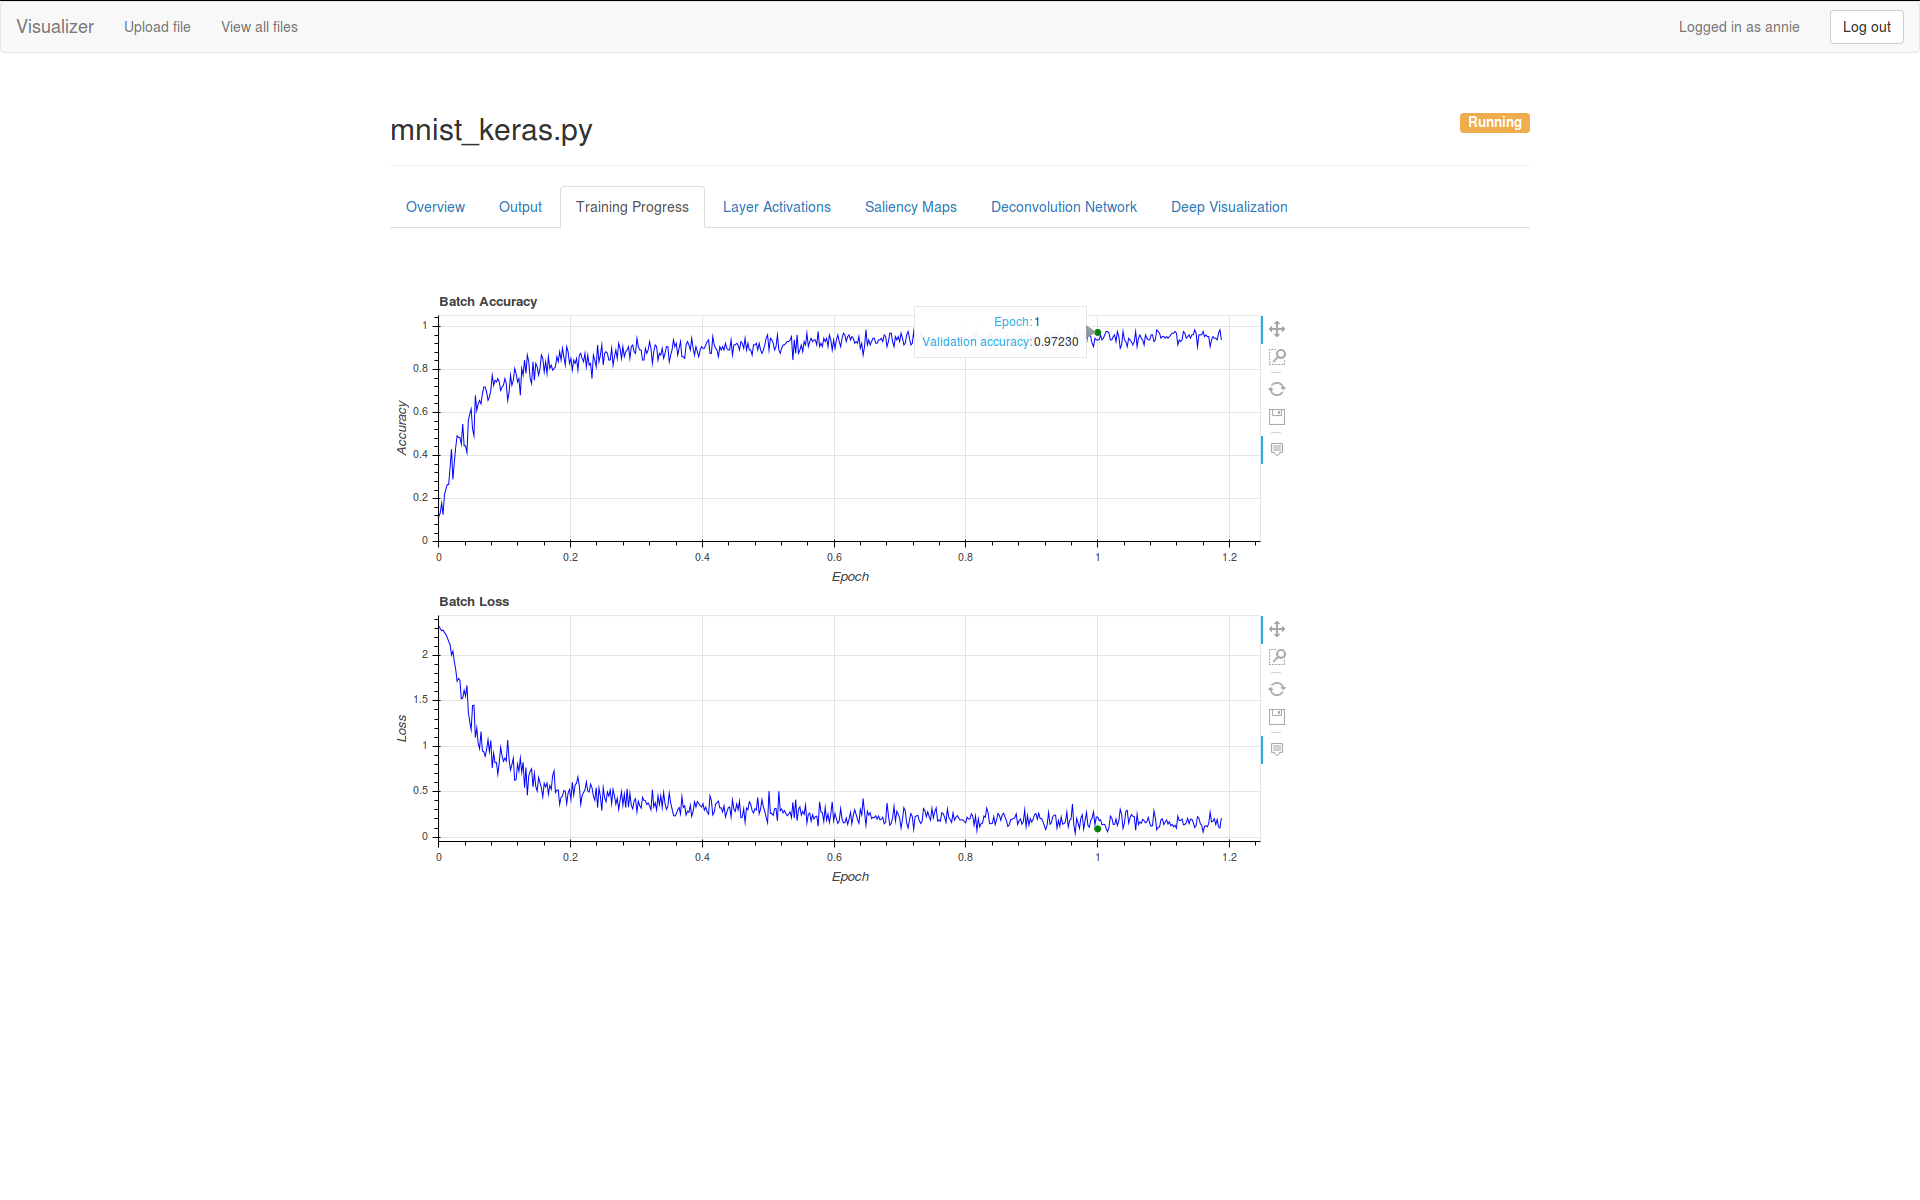 Visualizer Upload file View all files Logged in as annie Log out
mnist_keras.py Running
Overview Output Training Progress Layer Activations Saliency Maps Deconvolution Network Deep Visualization
Batch Accuracy
Epoch: 1
Validation accuracy: 0.97230
1
0.8
0.6
0.4
0.2
0
Accuracy
0 0.2 0.4 0.6 0.8 1 1.2
Epoch
Batch Loss
2
1.5
1
0.5
0
Loss
0 0.2 0.4 0.6 0.8 1 1.2
Epoch